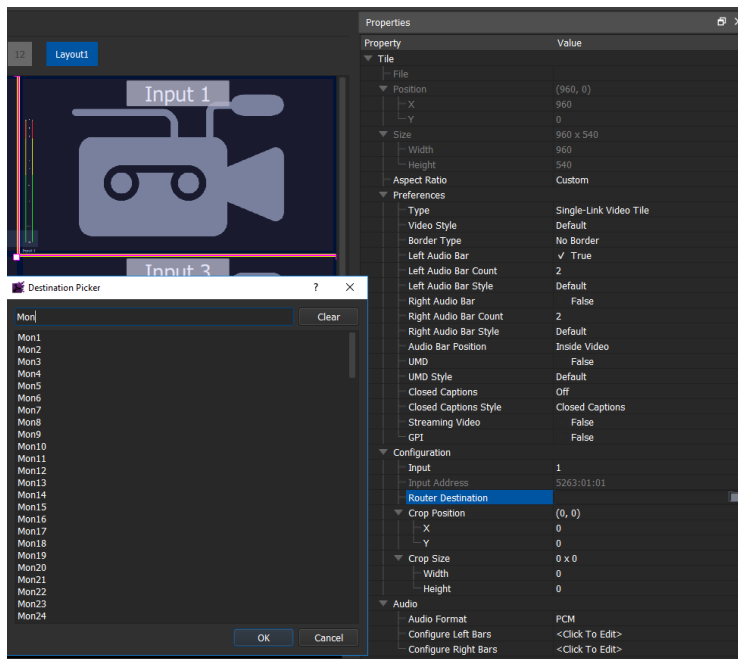 12
Layout1
Input 1
Input 3
Destination Picker
?
Mon
Clear
Mon1
Mon2
Mon3
Mon4
Mon5
Mon6
Mon7
Mon8
Mon9
Mon10
Mon11
Mon12
Mon13
Mon14
Mon15
Mon16
Mon17
Mon18
Mon19
Mon20
Mon21
Mon22
Mon23
Mon24
OK Cancel
Properties
Property Value
Tile
File
Position (960, 0)
X 960
Y 0
Size 960 x 540
Width 960
Height 540
Aspect Ratio Custom
Preferences
Type Single-Link Video Tile
Video Style Default
Border Type No Border
Left Audio Bar ✓ True
Left Audio Bar Count 2
Left Audio Bar Style Default
Right Audio Bar False
Right Audio Bar Count 2
Right Audio Bar Style Default
Audio Bar Position Inside Video
UMD False
UMD Style Default
Closed Captions Off
Closed Captions Style Closed Captions
Streaming Video False
GPI False
Configuration
Input 1
Input Address 5263:01:01
Router Destination
Crop Position (0, 0)
X 0
Y 0
Crop Size 0 x 0
Width 0
Height 0
Audio
Audio Format PCM
Configure Left Bars <Click To Edit>
Configure Right Bars <Click To Edit>